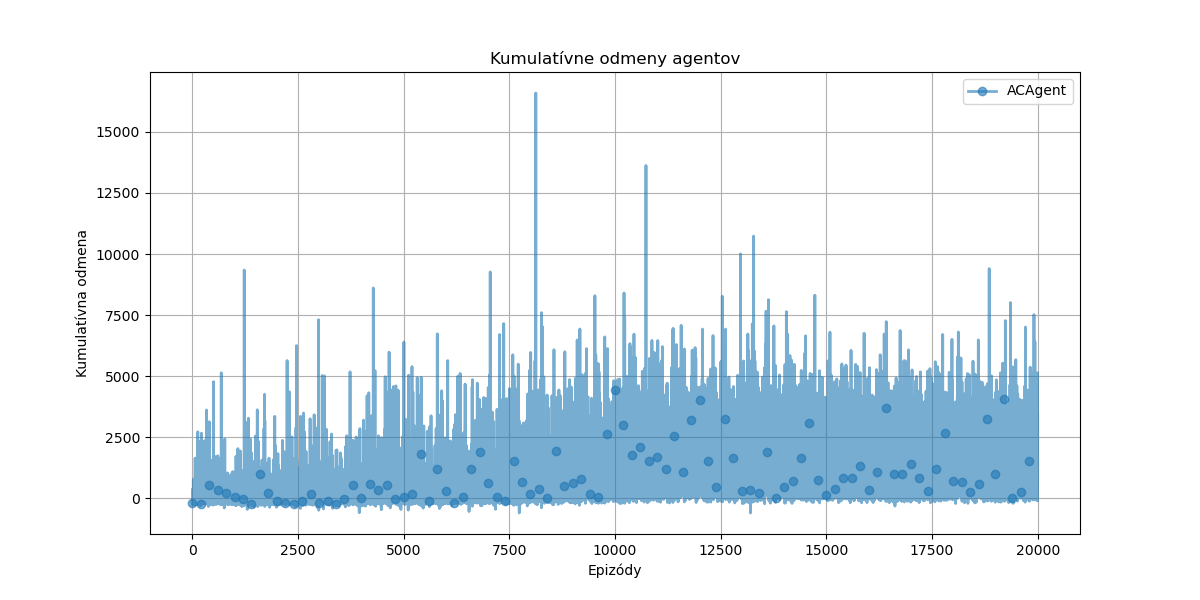 Kumulatívne odmeny agentov
ACAgent
Kumulatívna odmena
15000
12500
10000
7500
5000
2500
0
0 2500 5000 7500 10000 12500 15000 17500 20000
Epizódy